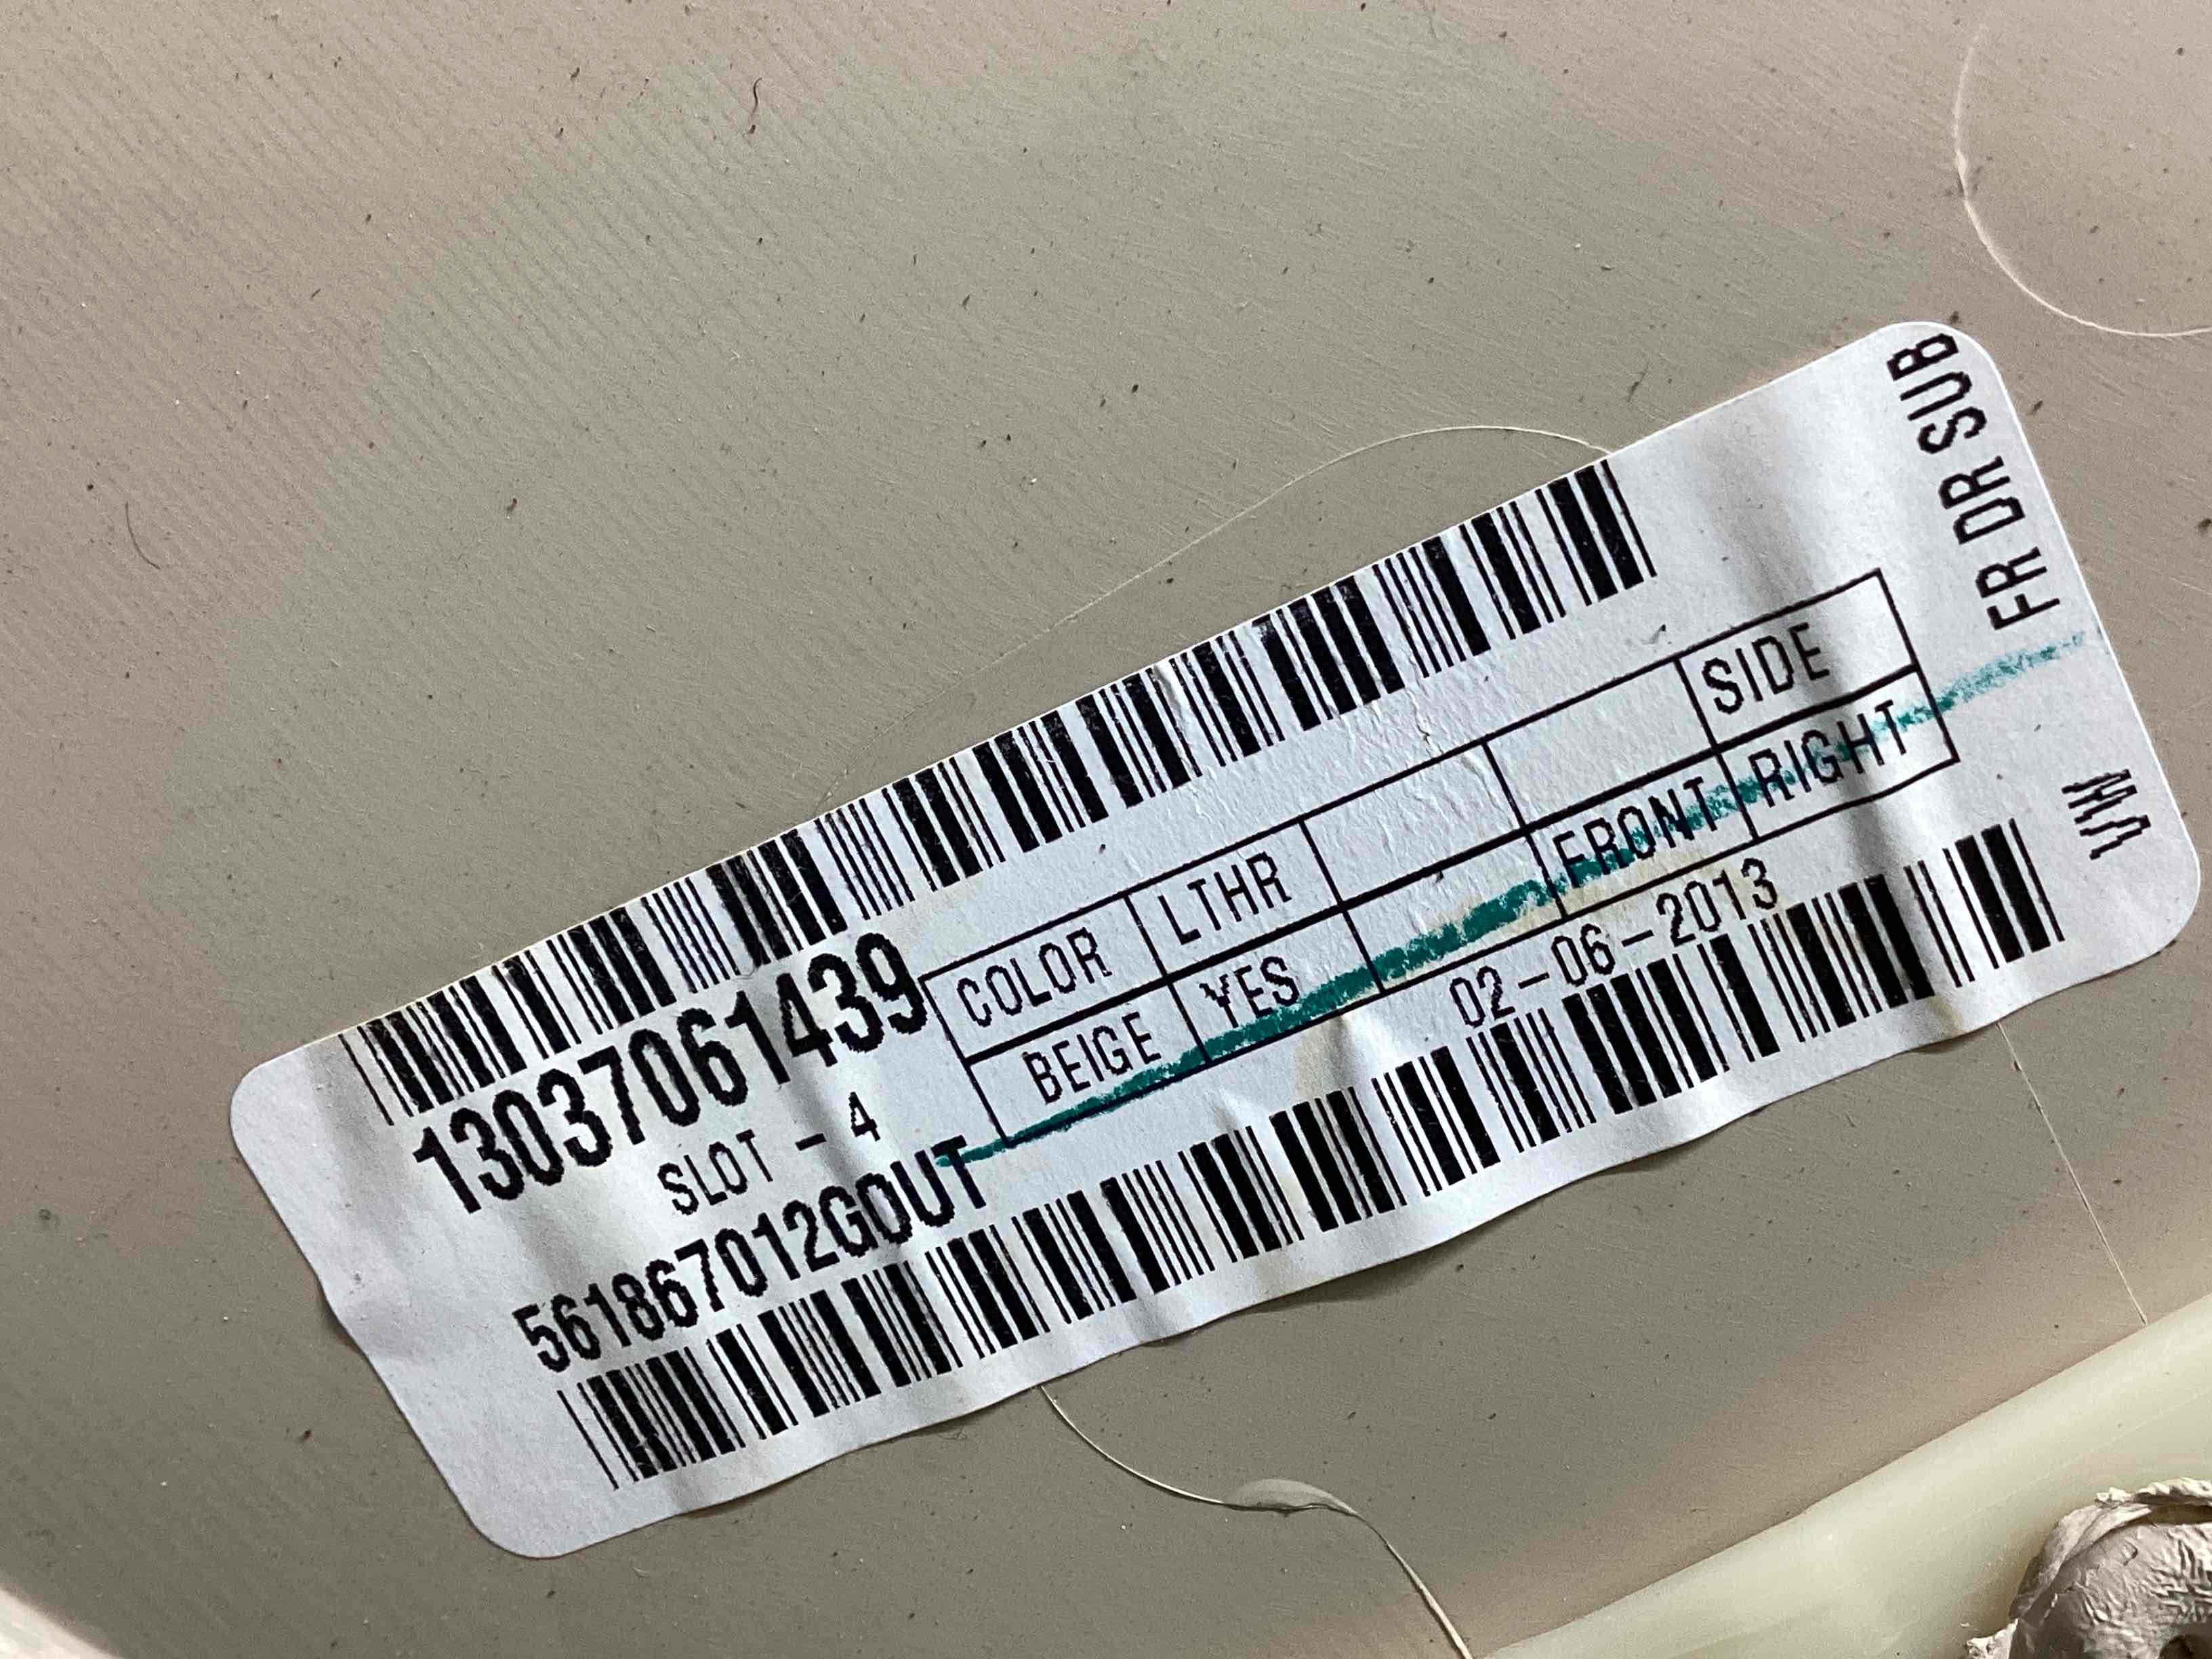 13037061439
SLOT - 4
561867012GOUT
COLOR LTHR SIDE
BEIGE YES FRONT RIGHT
02-06-2013
FR DR SUB
VW